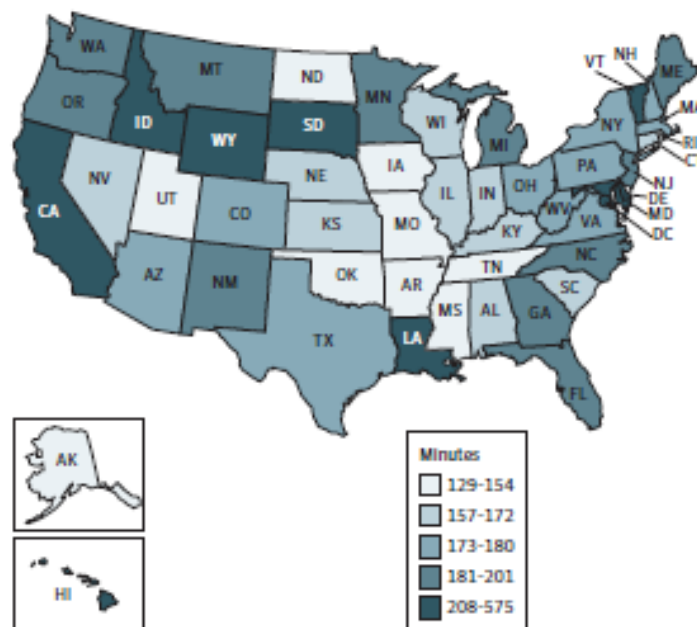 WA
MT
ND
MN
VT
NH
ME
OR
ID
WY
SD
WI
MI
NY
MA
RI
CT
NV
UT
CO
NE
IA
IL
IN
OH
PA
NJ
DE
MD
DC
CA
KS
MO
KY
WV
VA
AZ
NM
OK
AR
TN
NC
SC
TX
LA
MS
AL
GA
FL
AK
HI
Minutes
129-154
157-172
173-180
181-201
208-575